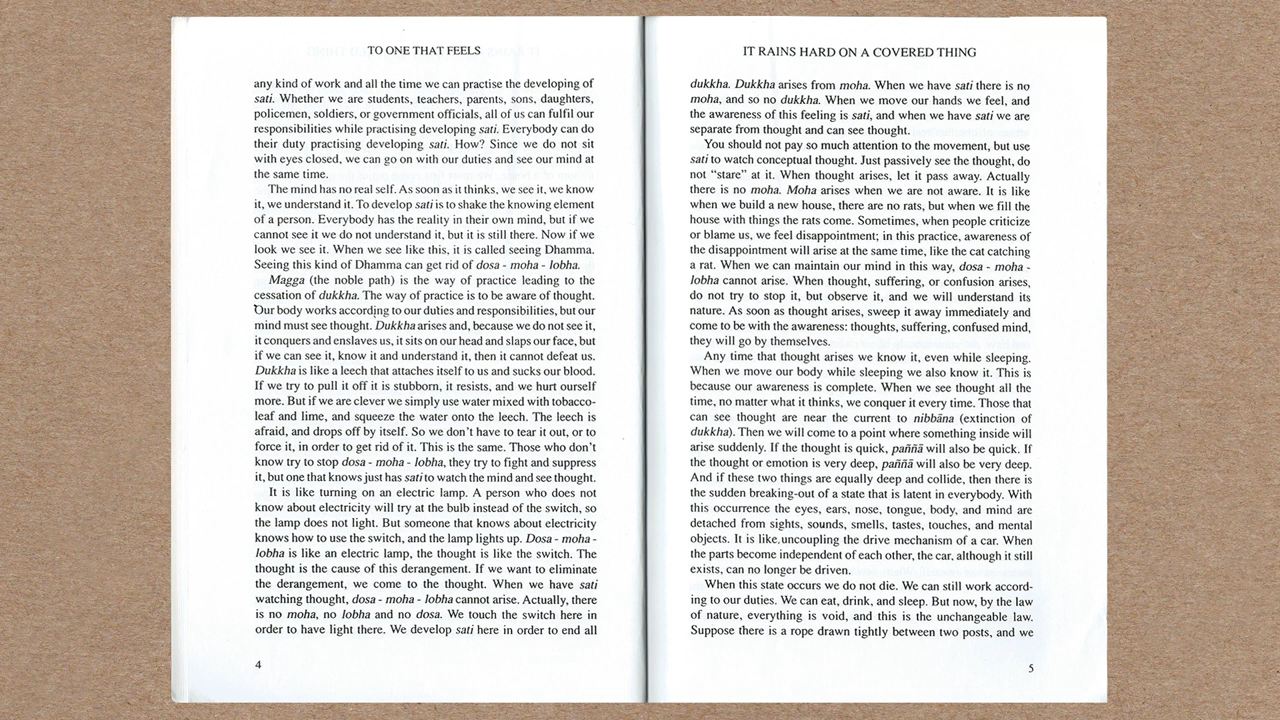 TO ONE THAT FEELS
any kind of work and all the time we can practise the developing of
sati. Whether we are students, teachers, parents, sons, daughters,
policemen, soldiers, or government officials, all of us can fulfil our
responsibilities while practising developing sati. Everybody can do
their duty practising developing sati. How? Since we do not sit
with eyes closed, we can go on with our duties and see our mind at
the same time.
The mind has no real self. As soon as it thinks, we see it, we know
it, we understand it. To develop sati is to shake the knowing element
of a person. Everybody has the reality in their own mind, but if we
cannot see it we do not understand it, but it is still there. Now if we
look we see it. When we see like this, it is called seeing Dhamma.
Seeing this kind of Dhamma can get rid of dosa - moha - lobha.
Magga (the noble path) is the way of practice leading to the
cessation of dukkha. The way of practice is to be aware of thought.
Our body works according to our duties and responsibilities, but our
mind must see thought. Dukkha arises and, because we do not see it,
it conquers and enslaves us, it sits on our head and slaps our face, but
if we can see it, know it and understand it, then it cannot defeat us.
Dukkha is like a leech that attaches itself to us and sucks our blood.
If we try to pull it off it is stubborn, it resists, and we hurt ourself
more. But if we are clever we simply use water mixed with tobacco-
leaf and lime, and squeeze the water onto the leech. The leech is
afraid, and drops off by itself. So we don't have to tear it out, or to
force it, in order to get rid of it. This is the same. Those who don't
know try to stop dosa - moha - lobha, they try to fight and suppress
it, but one that knows just has sati to watch the mind and see thought.
It is like turning on an electric lamp. A person who does not
know about electricity will try at the bulb instead of the switch, so
the lamp does not light. But someone that knows about electricity
knows how to use the switch, and the lamp lights up. Dosa - moha -
lobha is like an electric lamp, the thought is like the switch. The
thought is the cause of this derangement. If we want to eliminate
the derangement, we come to the thought. When we have sati
watching thought, dosa - moha - lobha cannot arise. Actually, there
is no moha, no lobha and no dosa. We touch the switch here in
order to have light there. We develop sati here in order to end all
4
IT RAINS HARD ON A COVERED THING
dukkha. Dukkha arises from moha. When we have sati there is no
moha, and so no dukkha. When we move our hands we feel, and
the awareness of this feeling is sati, and when we have sati we are
separate from thought and can see thought.
You should not pay so much attention to the movement, but use
sati to watch conceptual thought. Just passively see the thought, do
not "stare" at it. When thought arises, let it pass away. Actually
there is no moha. Moha arises when we are not aware. It is like
when we build a new house, there are no rats, but when we fill the
house with things the rats come. Sometimes, when people criticize
or blame us, we feel disappointment; in this practice, awareness of
the disappointment will arise at the same time, like the cat catching
a rat. When we can maintain our mind in this way, dosa - moha -
lobha cannot arise. When thought, suffering, or confusion arises,
do not try to stop it, but observe it, and we will understand its
nature. As soon as thought arises, sweep it away immediately and
come to be with the awareness: thoughts, suffering, confused mind,
they will go by themselves.
Any time that thought arises we know it, even while sleeping.
When we move our body while sleeping we also know it. This is
because our awareness is complete. When we see thought all the
time, no matter what it thinks, we conquer it every time. Those that
can see thought are near the current to nibbāna (extinction of
dukkha). Then we will come to a point where something inside will
arise suddenly. If the thought is quick, paññā will also be quick. If
the thought or emotion is very deep, paññā will also be very deep.
And if these two things are equally deep and collide, then there is
the sudden breaking-out of a state that is latent in everybody. With
this occurrence the eyes, ears, nose, tongue, body, and mind are
detached from sights, sounds, smells, tastes, touches, and mental
objects. It is like uncoupling the drive mechanism of a car. When
the parts become independent of each other, the car, although it still
exists, can no longer be driven.
When this state occurs we do not die. We can still work accord-
ing to our duties. We can eat, drink, and sleep. But now, by the law
of nature, everything is void, and this is the unchangeable law.
Suppose there is a rope drawn tightly between two posts, and we
5